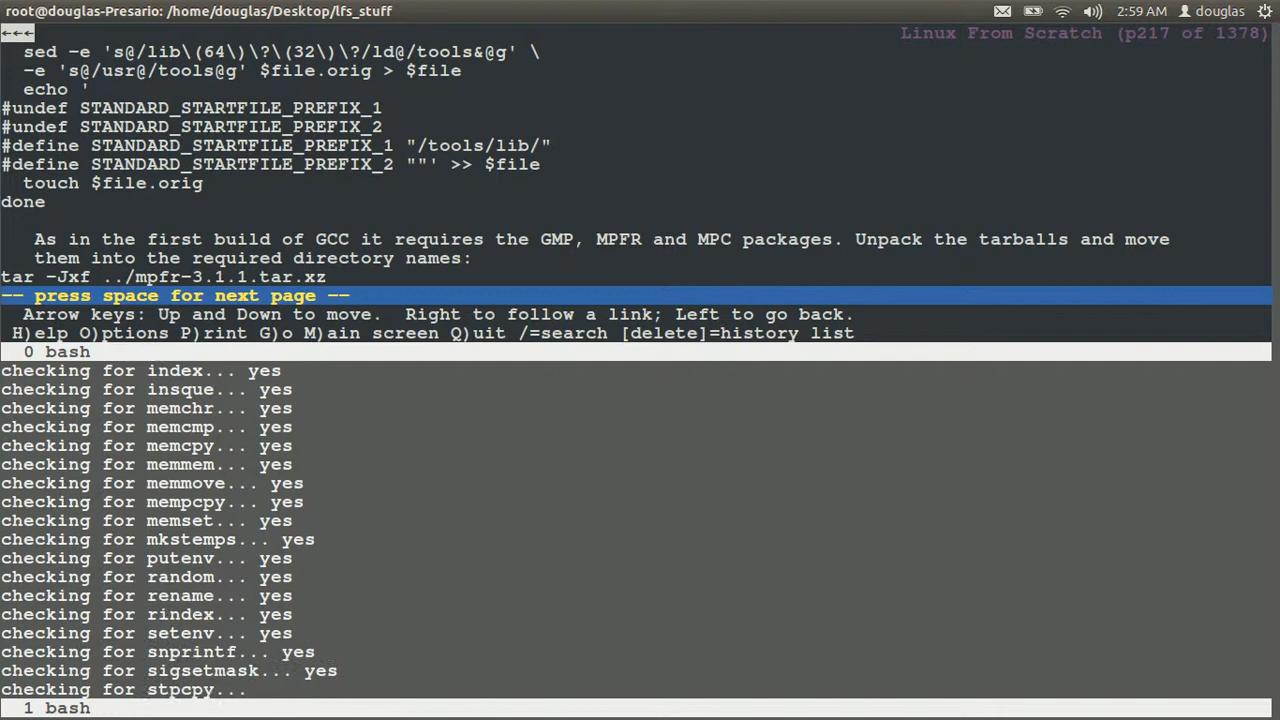 root@douglas-Presario: /home/douglas/Desktop/lfs_stuff 2:59 AM douglas
←←← Linux From Scratch (p217 of 1378)
sed -e 's@/lib\(64\)\?\(32\)\?/ld@/tools&@g' \
-e 's@/usr@/tools@g' $file.orig > $file
echo '
#undef STANDARD_STARTFILE_PREFIX_1
#undef STANDARD_STARTFILE_PREFIX_2
#define STANDARD_STARTFILE_PREFIX_1 "/tools/lib/"
#define STANDARD_STARTFILE_PREFIX_2 ""' >> $file
touch $file.orig
done
As in the first build of GCC it requires the GMP, MPFR and MPC packages. Unpack the tarballs and move
them into the required directory names:
tar -Jxf ../mpfr-3.1.1.tar.xz
-- press space for next page --
Arrow keys: Up and Down to move.  Right to follow a link; Left to go back.
H)elp O)ptions P)rint G)o M)ain screen Q)uit /=search [delete]=history list
0 bash
checking for index... yes
checking for insque... yes
checking for memchr... yes
checking for memcmp... yes
checking for memcpy... yes
checking for memmem... yes
checking for memmove... yes
checking for mempcpy... yes
checking for memset... yes
checking for mkstemps... yes
checking for putenv... yes
checking for random... yes
checking for rename... yes
checking for rindex... yes
checking for setenv... yes
checking for snprintf... yes
checking for sigsetmask... yes
checking for stpcpy...
1 bash